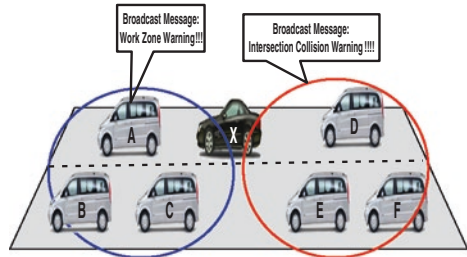 Broadcast Message:
Work Zone Warning!!!
Broadcast Message:
Intersection Collision Warning !!!!
A
X
D
B
C
E
F